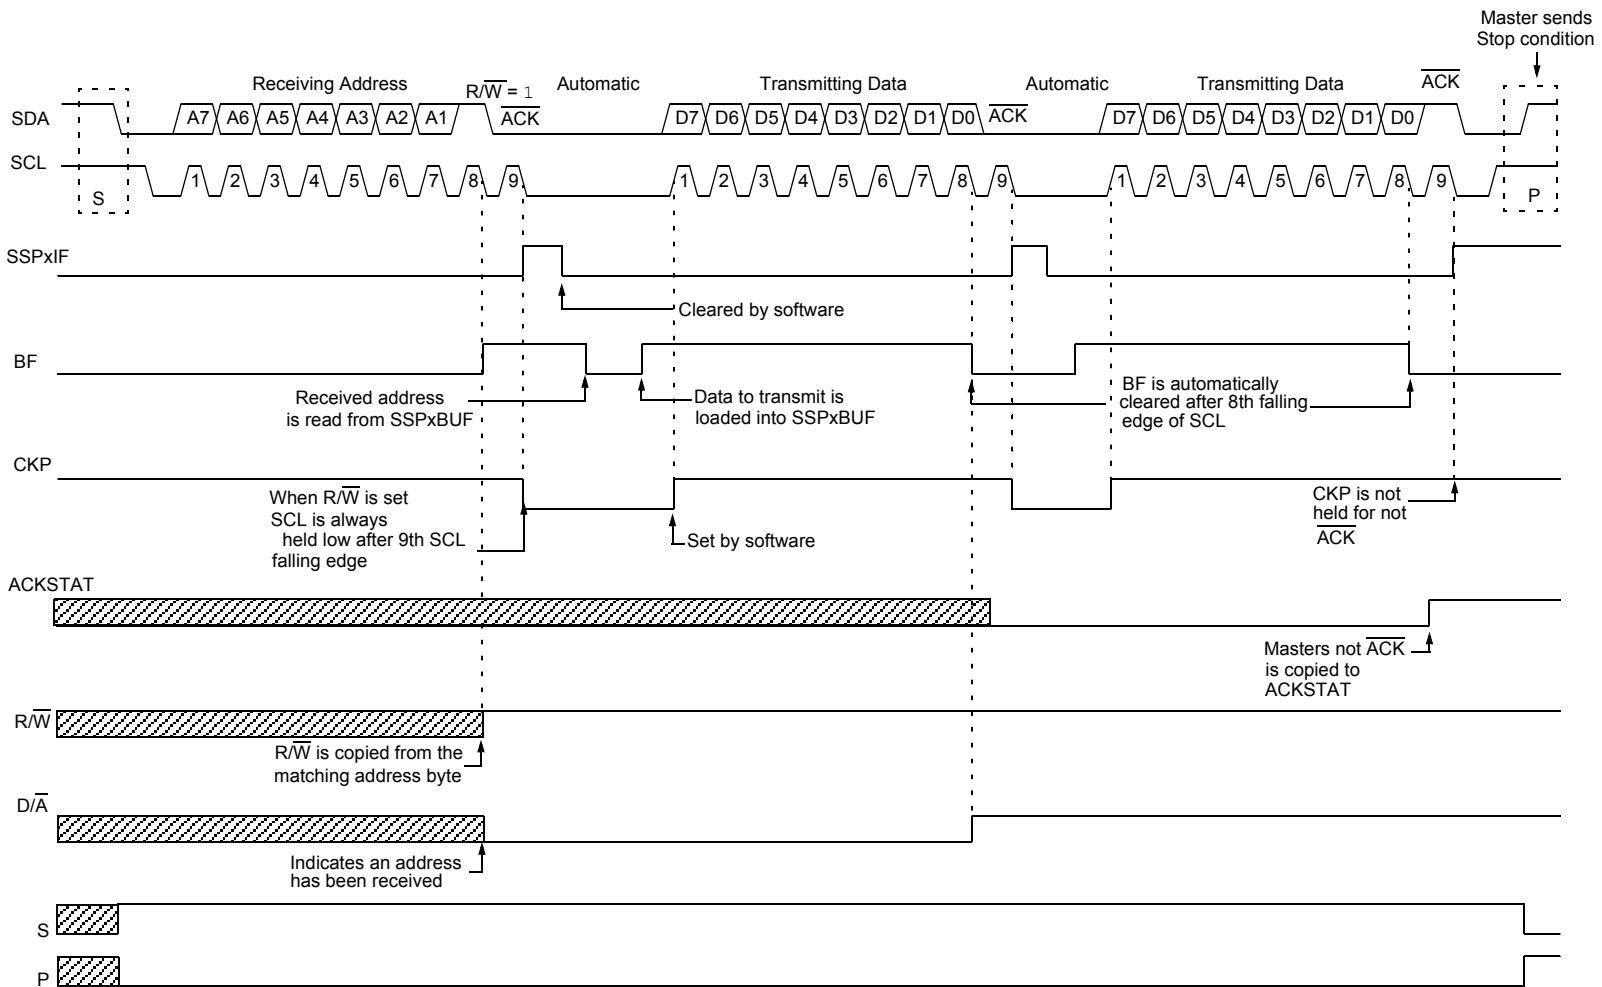 Master sends
Stop condition
Receiving Address
R/W̅ = 1
Automatic
Transmitting Data
Automatic
Transmitting Data
A̅C̅K̅
SDA
A7 A6 A5 A4 A3 A2 A1
A̅C̅K̅
D7 D6 D5 D4 D3 D2 D1 D0
A̅C̅K̅
D7 D6 D5 D4 D3 D2 D1 D0
SCL
1 2 3 4 5 6 7 8 9
1 2 3 4 5 6 7 8 9
1 2 3 4 5 6 7 8 9
S
P
SSPxIF
Cleared by software
BF
Received address
is read from SSPxBUF
Data to transmit is
loaded into SSPxBUF
BF is automatically
cleared after 8th falling
edge of SCL
CKP
When R/W̅ is set
SCL is always
held low after 9th SCL
falling edge
Set by software
CKP is not
held for not
A̅C̅K̅
ACKSTAT
Masters not A̅C̅K̅
is copied to
ACKSTAT
R/W̅
R/W̅ is copied from the
matching address byte
D/A̅
Indicates an address
has been received
S
P